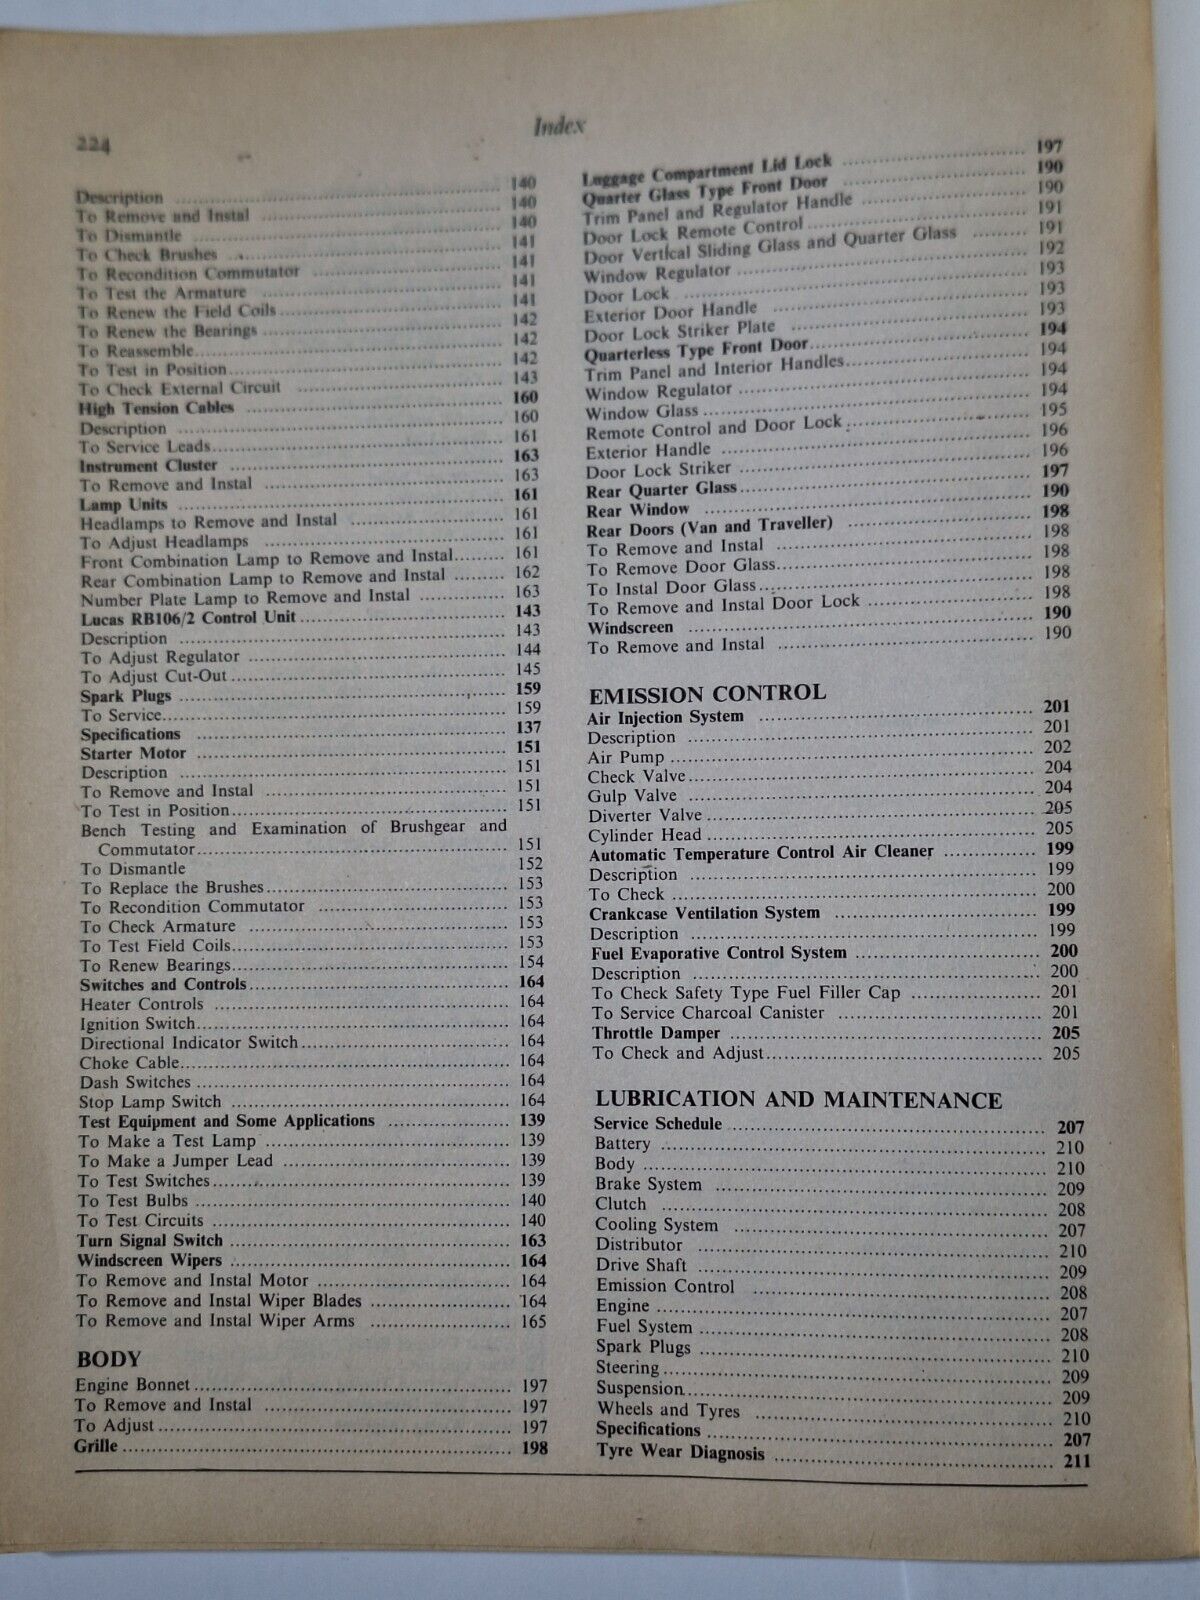 224
Index
Description ........ 140
To Remove and Instal ........ 140
To Dismantle ........ 140
To Check Brushes ........ 141
To Recondition Commutator ........ 141
To Test the Armature ........ 141
To Renew the Field Coils ........ 141
To Renew the Bearings ........ 142
To Reassemble ........ 142
To Test in Position ........ 142
To Check External Circuit ........ 143
High Tension Cables ........ 160
Description ........ 160
To Service Leads ........ 161
Instrument Cluster ........ 163
To Remove and Instal ........ 163
Lamp Units ........ 161
Headlamps to Remove and Instal ........ 161
To Adjust Headlamps ........ 161
Front Combination Lamp to Remove and Instal ........ 161
Rear Combination Lamp to Remove and Instal ........ 162
Number Plate Lamp to Remove and Instal ........ 163
Lucas RB106/2 Control Unit ........ 143
Description ........ 143
To Adjust Regulator ........ 144
To Adjust Cut-Out ........ 145
Spark Plugs ........ 159
To Service ........ 159
Specifications ........ 137
Starter Motor ........ 151
Description ........ 151
To Remove and Instal ........ 151
To Test in Position ........ 151
Bench Testing and Examination of Brushgear and
Commutator ........ 151
To Dismantle ........ 152
To Replace the Brushes ........ 153
To Recondition Commutator ........ 153
To Check Armature ........ 153
To Test Field Coils ........ 153
To Renew Bearings ........ 154
Switches and Controls ........ 164
Heater Controls ........ 164
Ignition Switch ........ 164
Directional Indicator Switch ........ 164
Choke Cable ........ 164
Dash Switches ........ 164
Stop Lamp Switch ........ 164
Test Equipment and Some Applications ........ 139
To Make a Test Lamp ........ 139
To Make a Jumper Lead ........ 139
To Test Switches ........ 139
To Test Bulbs ........ 140
To Test Circuits ........ 140
Turn Signal Switch ........ 163
Windscreen Wipers ........ 164
To Remove and Instal Motor ........ 164
To Remove and Instal Wiper Blades ........ 164
To Remove and Instal Wiper Arms ........ 165
BODY
Engine Bonnet ........ 197
To Remove and Instal ........ 197
To Adjust ........ 197
Grille ........ 198
Luggage Compartment Lid Lock ........ 197
Quarter Glass Type Front Door ........ 190
Trim Panel and Regulator Handle ........ 190
Door Lock Remote Control ........ 191
Door Vertical Sliding Glass and Quarter Glass ........ 191
Window Regulator ........ 192
Door Lock ........ 193
Exterior Door Handle ........ 193
Door Lock Striker Plate ........ 193
Quarterless Type Front Door ........ 194
Trim Panel and Interior Handles ........ 194
Window Regulator ........ 194
Window Glass ........ 194
Remote Control and Door Lock ........ 195
Exterior Handle ........ 196
Door Lock Striker ........ 196
Rear Quarter Glass ........ 197
Rear Window ........ 190
Rear Doors (Van and Traveller) ........ 198
To Remove and Instal ........ 198
To Remove Door Glass ........ 198
To Instal Door Glass ........ 198
To Remove and Instal Door Lock ........ 198
Windscreen ........ 190
To Remove and Instal ........ 190
EMISSION CONTROL
Air Injection System ........ 201
Description ........ 201
Air Pump ........ 202
Check Valve ........ 204
Gulp Valve ........ 204
Diverter Valve ........ 205
Cylinder Head ........ 205
Automatic Temperature Control Air Cleaner ........ 199
Description ........ 199
To Check ........ 200
Crankcase Ventilation System ........ 199
Description ........ 199
Fuel Evaporative Control System ........ 200
Description ........ 200
To Check Safety Type Fuel Filler Cap ........ 201
To Service Charcoal Canister ........ 201
Throttle Damper ........ 205
To Check and Adjust ........ 205
LUBRICATION AND MAINTENANCE
Service Schedule ........ 207
Battery ........ 210
Body ........ 210
Brake System ........ 209
Clutch ........ 208
Cooling System ........ 207
Distributor ........ 210
Drive Shaft ........ 209
Emission Control ........ 208
Engine ........ 207
Fuel System ........ 208
Spark Plugs ........ 210
Steering ........ 209
Suspension ........ 209
Wheels and Tyres ........ 210
Specifications ........ 207
Tyre Wear Diagnosis ........ 211